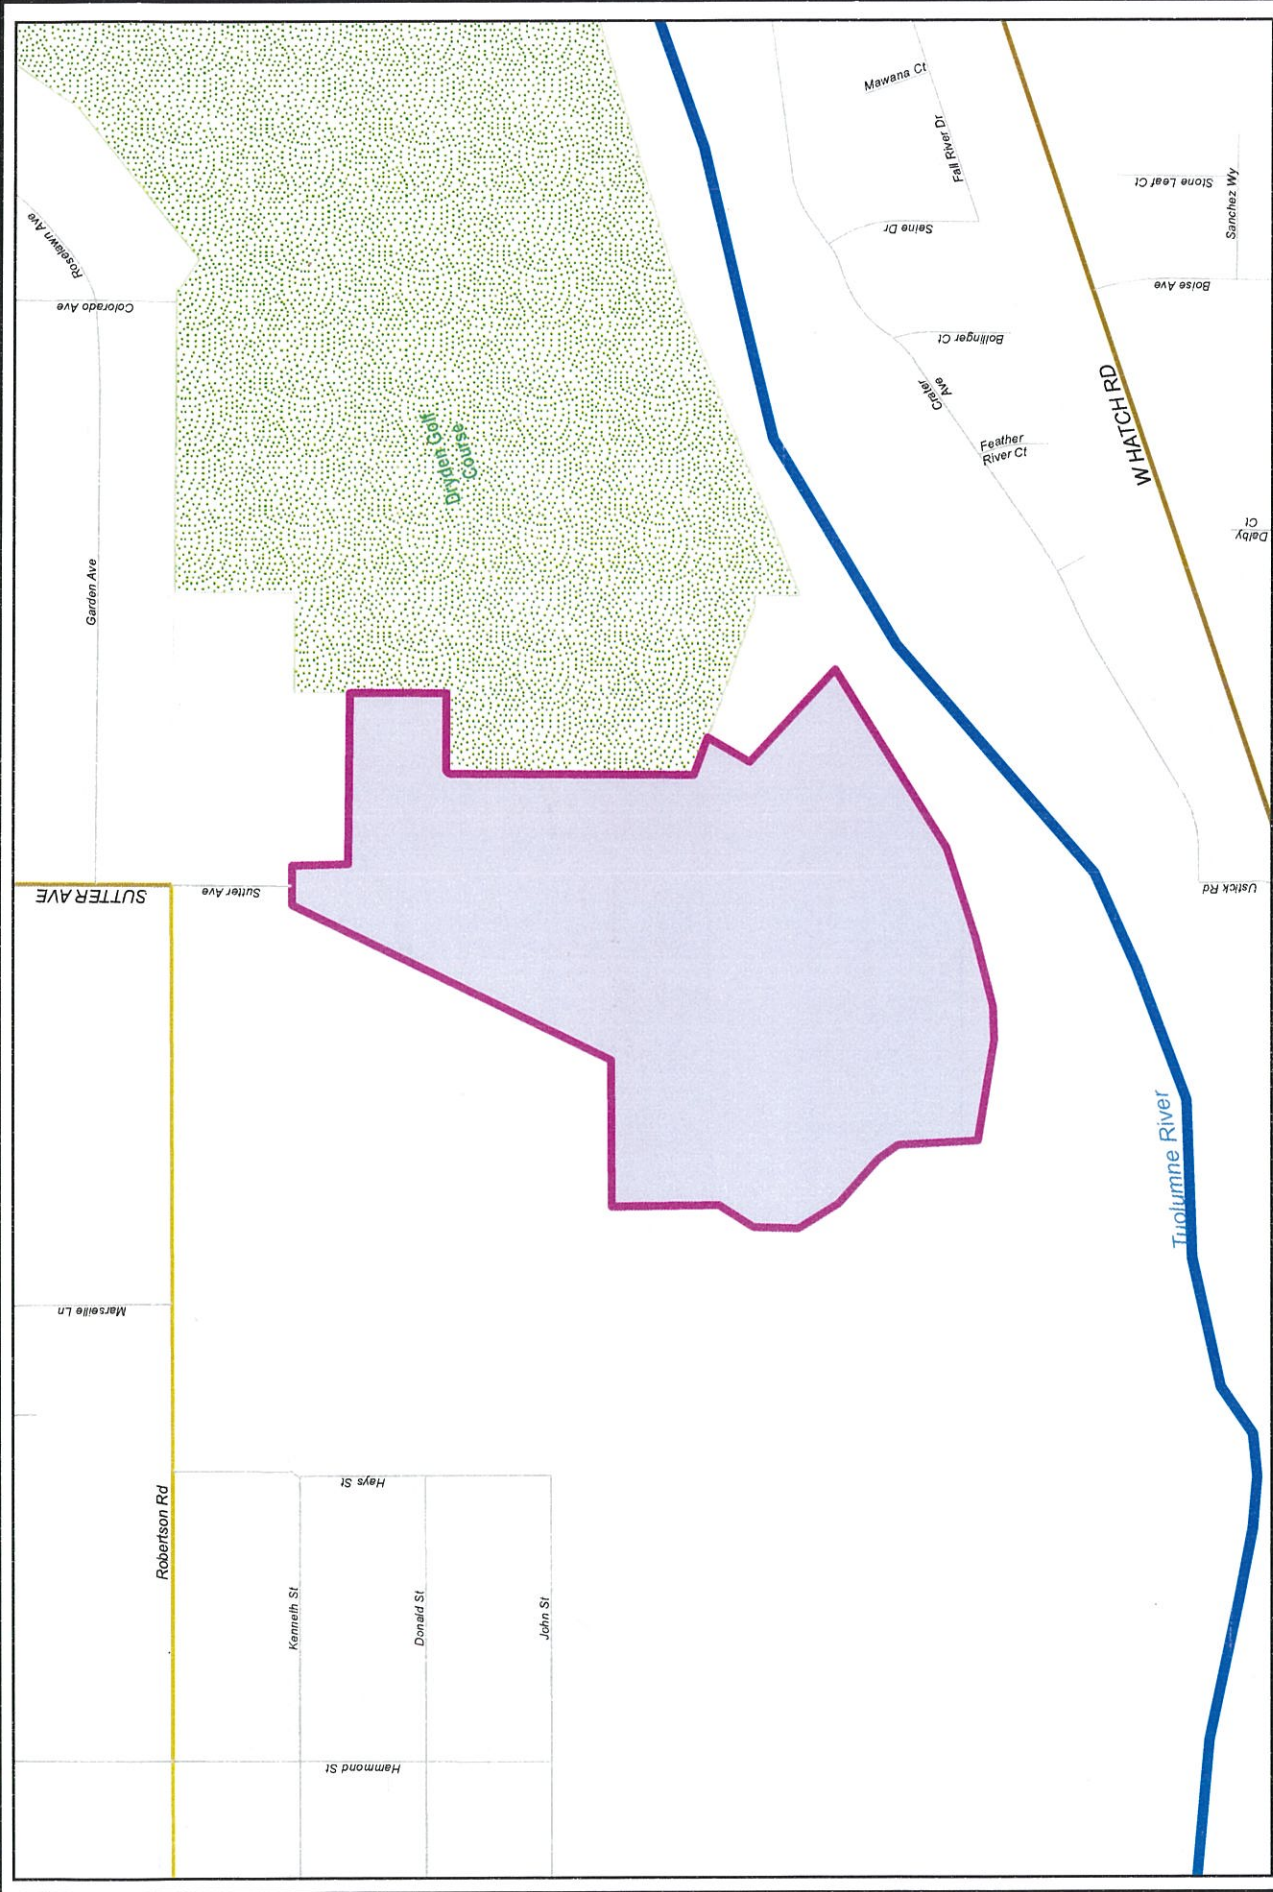 Mawana Ct
Fall River Dr
Stone Leaf Ct
Sanchez Wy
Seine Dr
Roselawn Ave
Colorado Ave
Boise Ave
Bollinger Ct
Crater
Ave
Feather
River Ct
W HATCH RD
Dryden Golf
Course
Dalby
Ct
Garden Ave
SUTTER AVE
Sutter Ave
Ustick Rd
Tuolumne River
Marseille Ln
Robertson Rd
Hays St
Kenneth St
Donald St
John St
Hammond St